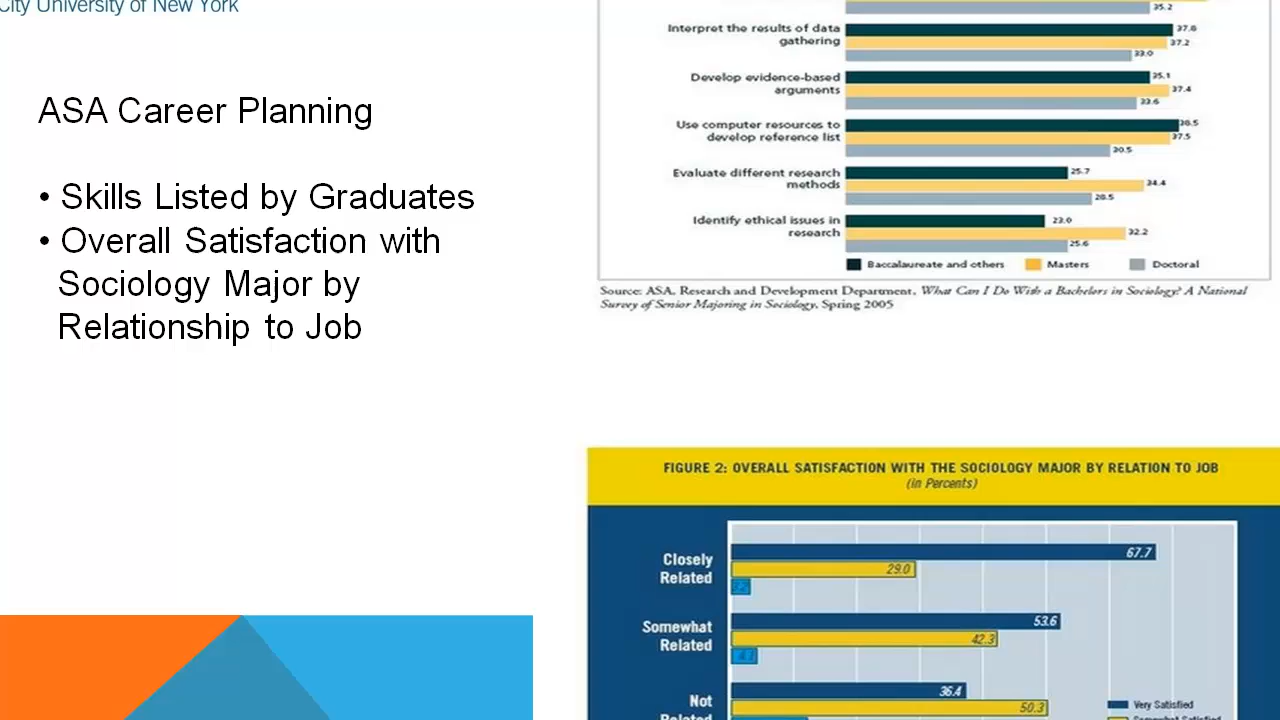 City University of New York
ASA Career Planning
• Skills Listed by Graduates
• Overall Satisfaction with
Sociology Major by
Relationship to Job
35.2
Interpret the results of data
gathering
37.8
37.2
33.0
Develop evidence-based
arguments
35.1
37.4
33.6
Use computer resources to
develop reference list
38.5
37.5
30.5
Evaluate different research
methods
25.7
34.4
28.5
Identify ethical issues in
research
23.0
32.2
25.6
Baccalaureate and others
Masters
Doctoral
Source: ASA, Research and Development Department, What Can I Do With a Bachelors in Sociology? A National
Survey of Senior Majoring in Sociology, Spring 2005
FIGURE 2: OVERALL SATISFACTION WITH THE SOCIOLOGY MAJOR BY RELATION TO JOB
(in Percents)
Closely
Related
67.7
29.0
Somewhat
Related
53.6
42.3
Not
Related
36.4
50.3
Very Satisfied
Somewhat Satisfied